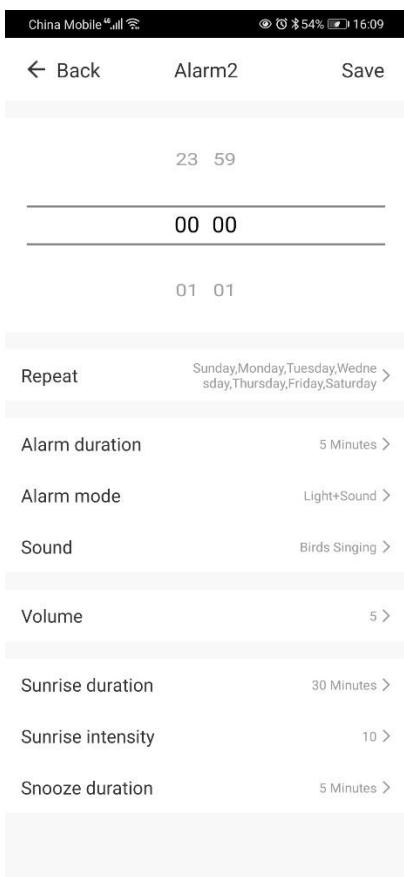 China Mobile 4G 54% 16:09
← Back Alarm2 Save
23 59
00 00
01 01
Repeat Sunday,Monday,Tuesday,Wedne
sday,Thursday,Friday,Saturday >
Alarm duration 5 Minutes >
Alarm mode Light+Sound >
Sound Birds Singing >
Volume 5 >
Sunrise duration 30 Minutes >
Sunrise intensity 10 >
Snooze duration 5 Minutes >